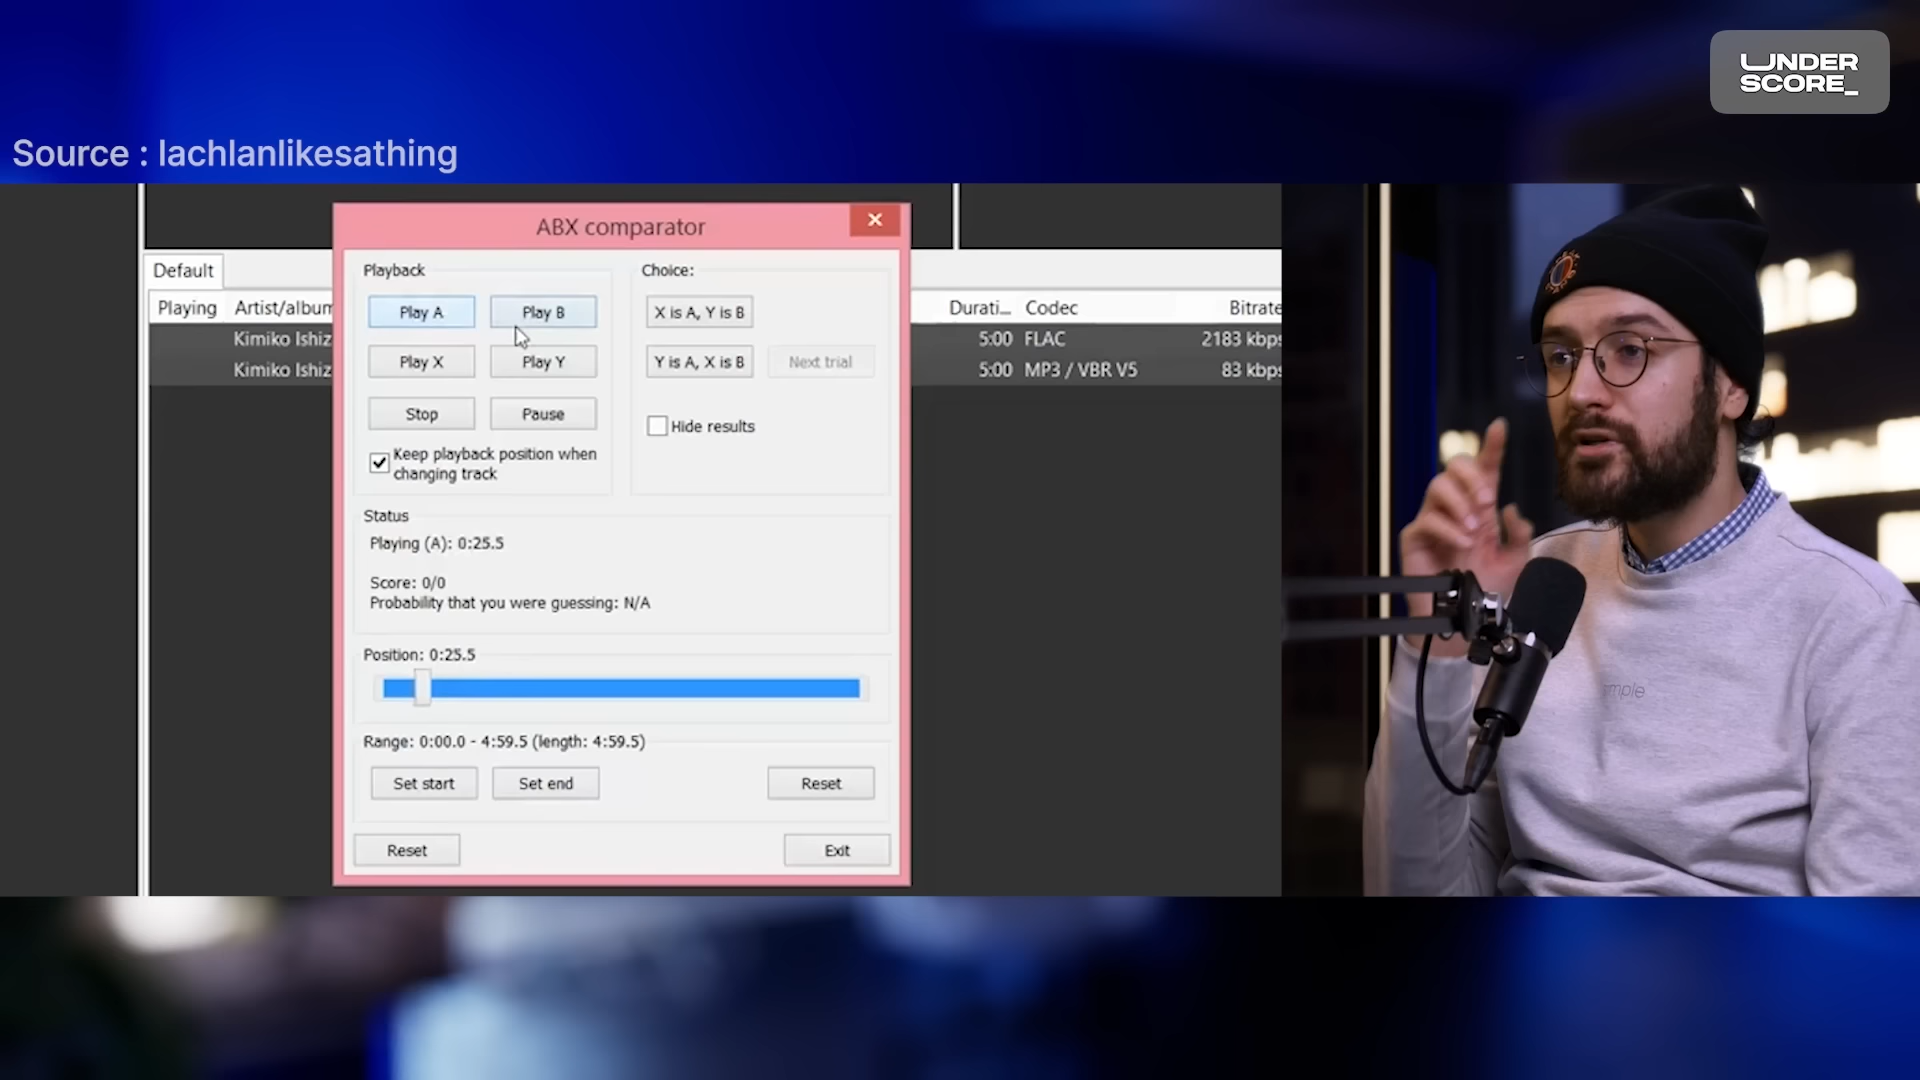 UNDER
SCORE_
Source : lachlanlikesathing
ABX comparator
Default
Playing Artist/album Durati... Codec Bitrate
Kimiko Ishiz 5:00 FLAC 2183 kbps
Kimiko Ishiz 5:00 MP3 / VBR V5 83 kbps
Playback
Play A Play B
Play X Play Y
Stop Pause
Keep playback position when
changing track
Choice:
X is A, Y is B
Y is A, X is B Next trial
Hide results
Status
Playing (A): 0:25.5
Score: 0/0
Probability that you were guessing: N/A
Position: 0:25.5
Range: 0:00.0 - 4:59.5 (length: 4:59.5)
Set start Set end Reset
Reset Exit